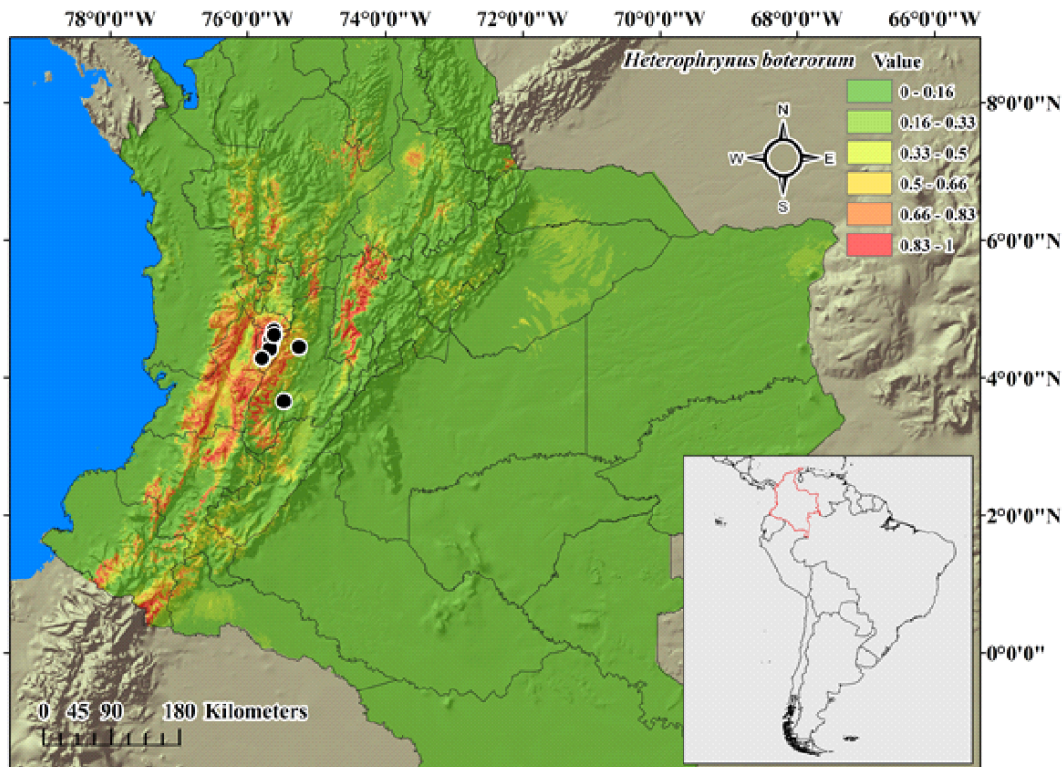 78°0'0"W 76°0'0"W 74°0'0"W 72°0'0"W 70°0'0"W 68°0'0"W 66°0'0"W
Heterophrynus boterorum Value
0 - 0.16
0.16 - 0.33
0.33 - 0.5
0.5 - 0.66
0.66 - 0.83
0.83 - 1
N
W E
S
8°0'0"N
6°0'0"N
4°0'0"N
2°0'0"N
0°0'0"
0 45 90 180 Kilometers